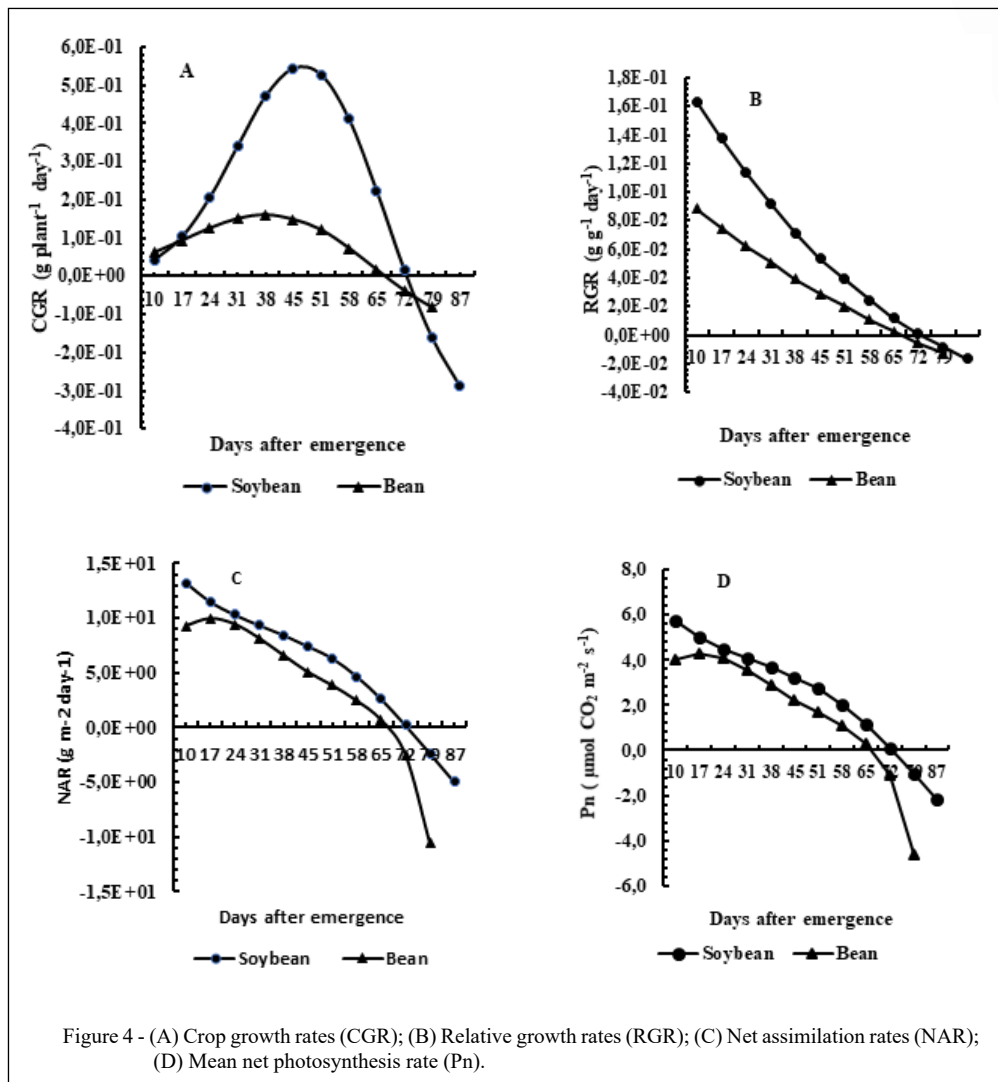 A
6,0E-01
5,0E-01
4,0E-01
3,0E-01
2,0E-01
1,0E-01
0,0E+00
-1,0E-01
-2,0E-01
-3,0E-01
-4,0E-01
CGR (g plant⁻¹ day⁻¹)
10 17 24 31 38 45 51 58 65 72 79 87
Days after emergence
Soybean Bean
B
1,8E-01
1,6E-01
1,4E-01
1,2E-01
1,0E-01
8,0E-02
6,0E-02
4,0E-02
2,0E-02
0,0E+00
-2,0E-02
-4,0E-02
RGR (g g⁻¹ day⁻¹)
10 17 24 31 38 45 51 58 65 72 79
Days after emergence
Soybean Bean
C
1,5E+01
1,0E+01
5,0E+00
0,0E+00
-5,0E+00
-1,0E+01
-1,5E+01
NAR (g m-2 day-1)
10 17 24 31 38 45 51 58 65 72 79 87
Days after emergence
Soybean Bean
D
8,0
6,0
4,0
2,0
0,0
-2,0
-4,0
-6,0
Pn ( µmol CO₂ m⁻² s⁻¹)
10 17 24 31 38 45 51 58 65 72 79 87
Days after emergence
Soybean Bean
Figure 4 - (A) Crop growth rates (CGR); (B) Relative growth rates (RGR); (C) Net assimilation rates (NAR);
(D) Mean net photosynthesis rate (Pn).